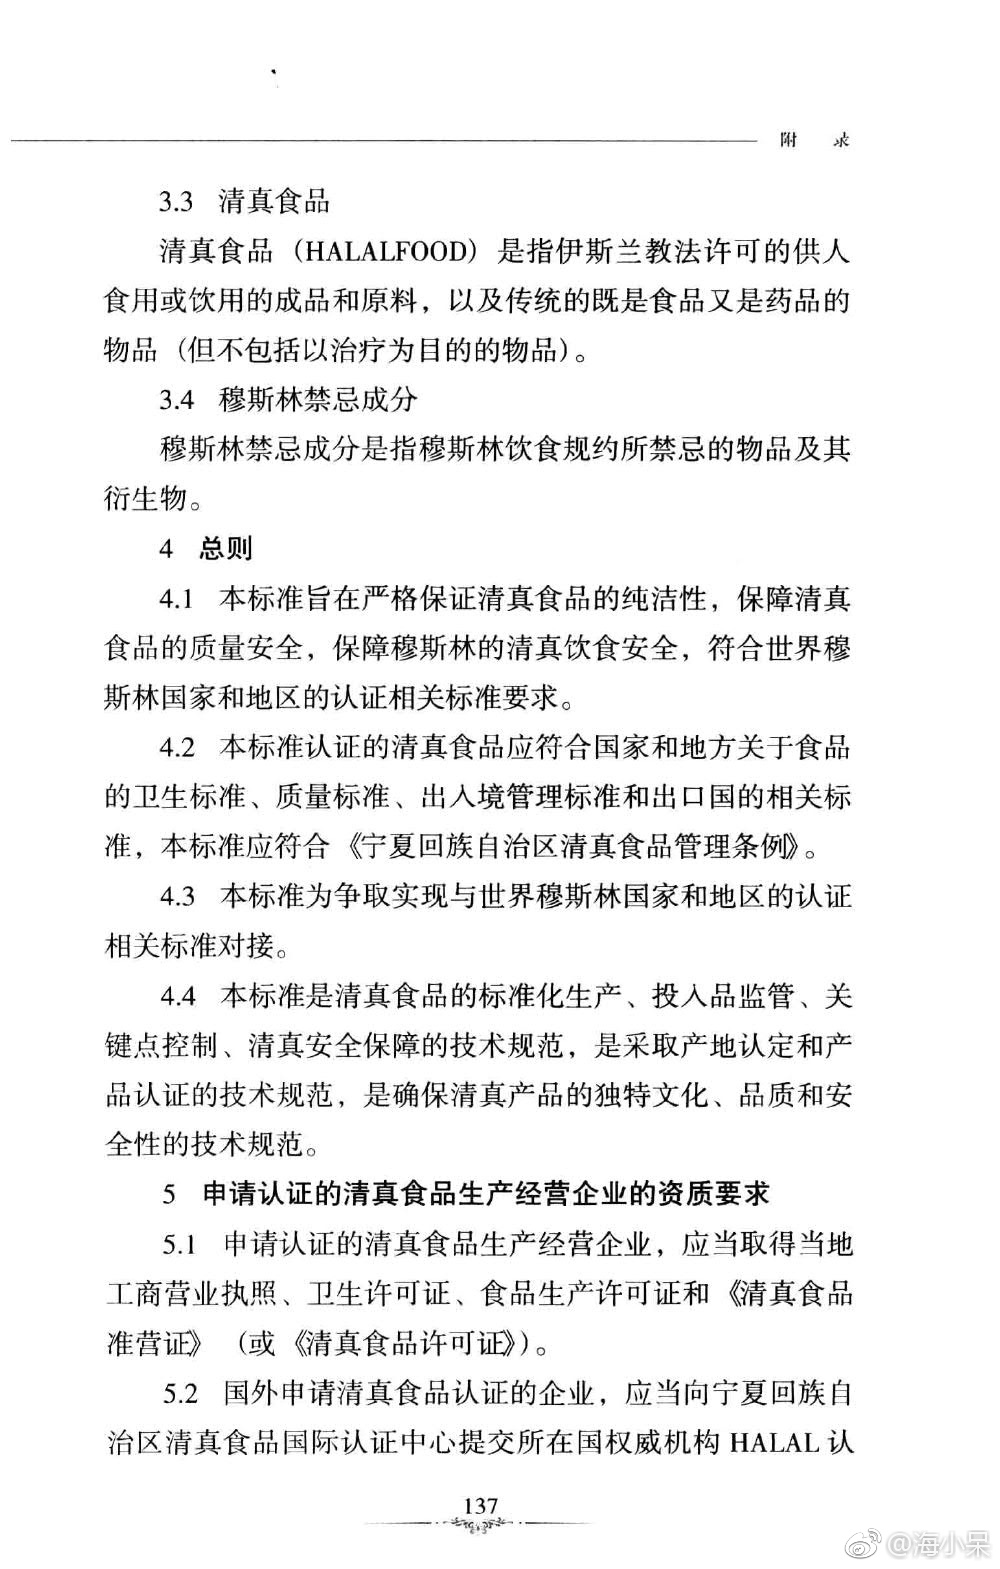 附 录
3.3 清真食品
清真食品（HALALFOOD）是指伊斯兰教法许可的供人
食用或饮用的成品和原料，以及传统的既是食品又是药品的
物品（但不包括以治疗为目的的物品）。
3.4 穆斯林禁忌成分
穆斯林禁忌成分是指穆斯林饮食规约所禁忌的物品及其
衍生物。
4 总则
4.1 本标准旨在严格保证清真食品的纯洁性，保障清真
食品的质量安全，保障穆斯林的清真饮食安全，符合世界穆
斯林国家和地区的认证相关标准要求。
4.2 本标准认证的清真食品应符合国家和地方关于食品
的卫生标准、质量标准、出入境管理标准和出口国的相关标
准，本标准应符合《宁夏回族自治区清真食品管理条例》。
4.3 本标准为争取实现与世界穆斯林国家和地区的认证
相关标准对接。
4.4 本标准是清真食品的标准化生产、投入品监管、关
键点控制、清真安全保障的技术规范，是采取产地认定和产
品认证的技术规范，是确保清真产品的独特文化、品质和安
全性的技术规范。
5 申请认证的清真食品生产经营企业的资质要求
5.1 申请认证的清真食品生产经营企业，应当取得当地
工商营业执照、卫生许可证、食品生产许可证和《清真食品
准营证》（或《清真食品许可证》）。
5.2 国外申请清真食品认证的企业，应当向宁夏回族自
治区清真食品国际认证中心提交所在国权威机构 HALAL 认
137
@海小呆